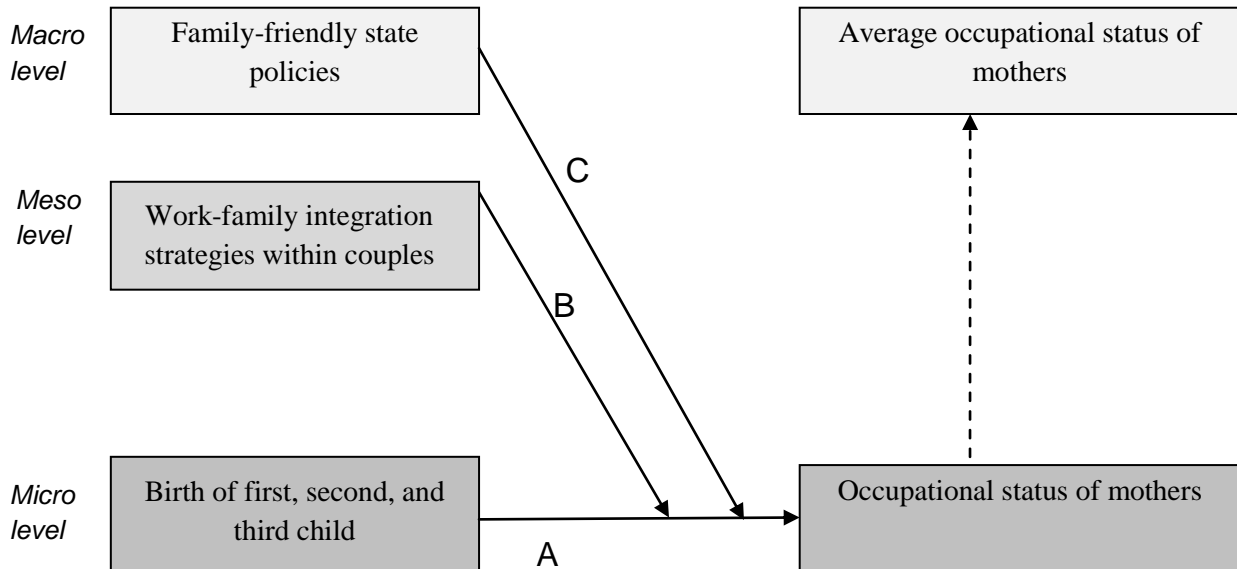 Macro
level
Family-friendly state
policies
Average occupational status of
mothers
C
Meso
level
Work-family integration
strategies within couples
B
Micro
level
Birth of first, second, and
third child
A
Occupational status of mothers